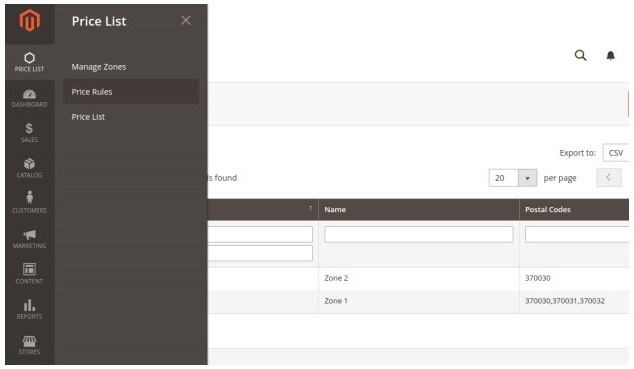 Price List
PRICE LIST
Manage Zones
Price Rules
DASHBOARD
Price List
SALES
Export to: CSV
CATALOG
found
20 per page
CUSTOMERS
Name Postal Codes
MARKETING
CONTENT
Zone 2 370030
REPORTS
Zone 1 370030,370031,370032
STORES